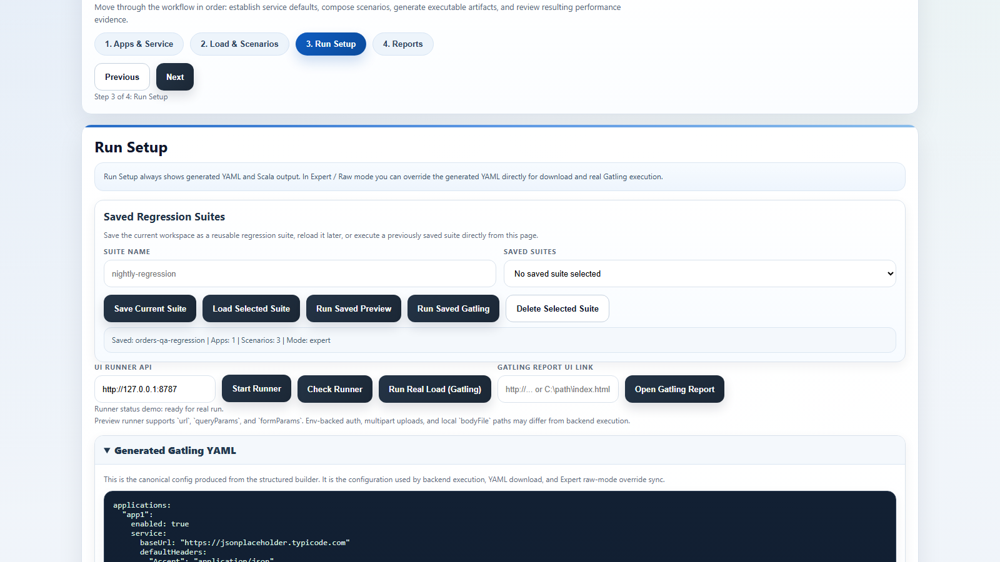 Move through the workflow in order: establish service defaults, compose scenarios, generate executable artifacts, and review resulting performance
evidence.
1. Apps & Service
2. Load & Scenarios
3. Run Setup
4. Reports
Previous
Next
Step 3 of 4: Run Setup
Run Setup
Run Setup always shows generated YAML and Scala output. In Expert / Raw mode you can override the generated YAML directly for download and real Gatling execution.
Saved Regression Suites
Save the current workspace as a reusable regression suite, reload it later, or execute a previously saved suite directly from this page.
SUITE NAME
SAVED SUITES
nightly-regression
No saved suite selected
Save Current Suite
Load Selected Suite
Run Saved Preview
Run Saved Gatling
Delete Selected Suite
Saved: orders-qa-regression | Apps: 1 | Scenarios: 3 | Mode: expert
UI RUNNER API
GATLING REPORT UI LINK
http://127.0.0.1:8787
Start Runner
Check Runner
Run Real Load (Gatling)
http://... or C:\path\index.html
Open Gatling Report
Runner status demo: ready for real run.
Preview runner supports `url`, `queryParams`, and `formParams`. Env-backed auth, multipart uploads, and local `bodyFile` paths may differ from backend execution.
▼ Generated Gatling YAML
This is the canonical config produced from the structured builder. It is the configuration used by backend execution, YAML download, and Expert raw-mode override sync.
applications:
  "app1":
    enabled: true
    service:
      baseUrl: "https://jsonplaceholder.typicode.com"
      defaultHeaders:
        "Accept": "application/json"